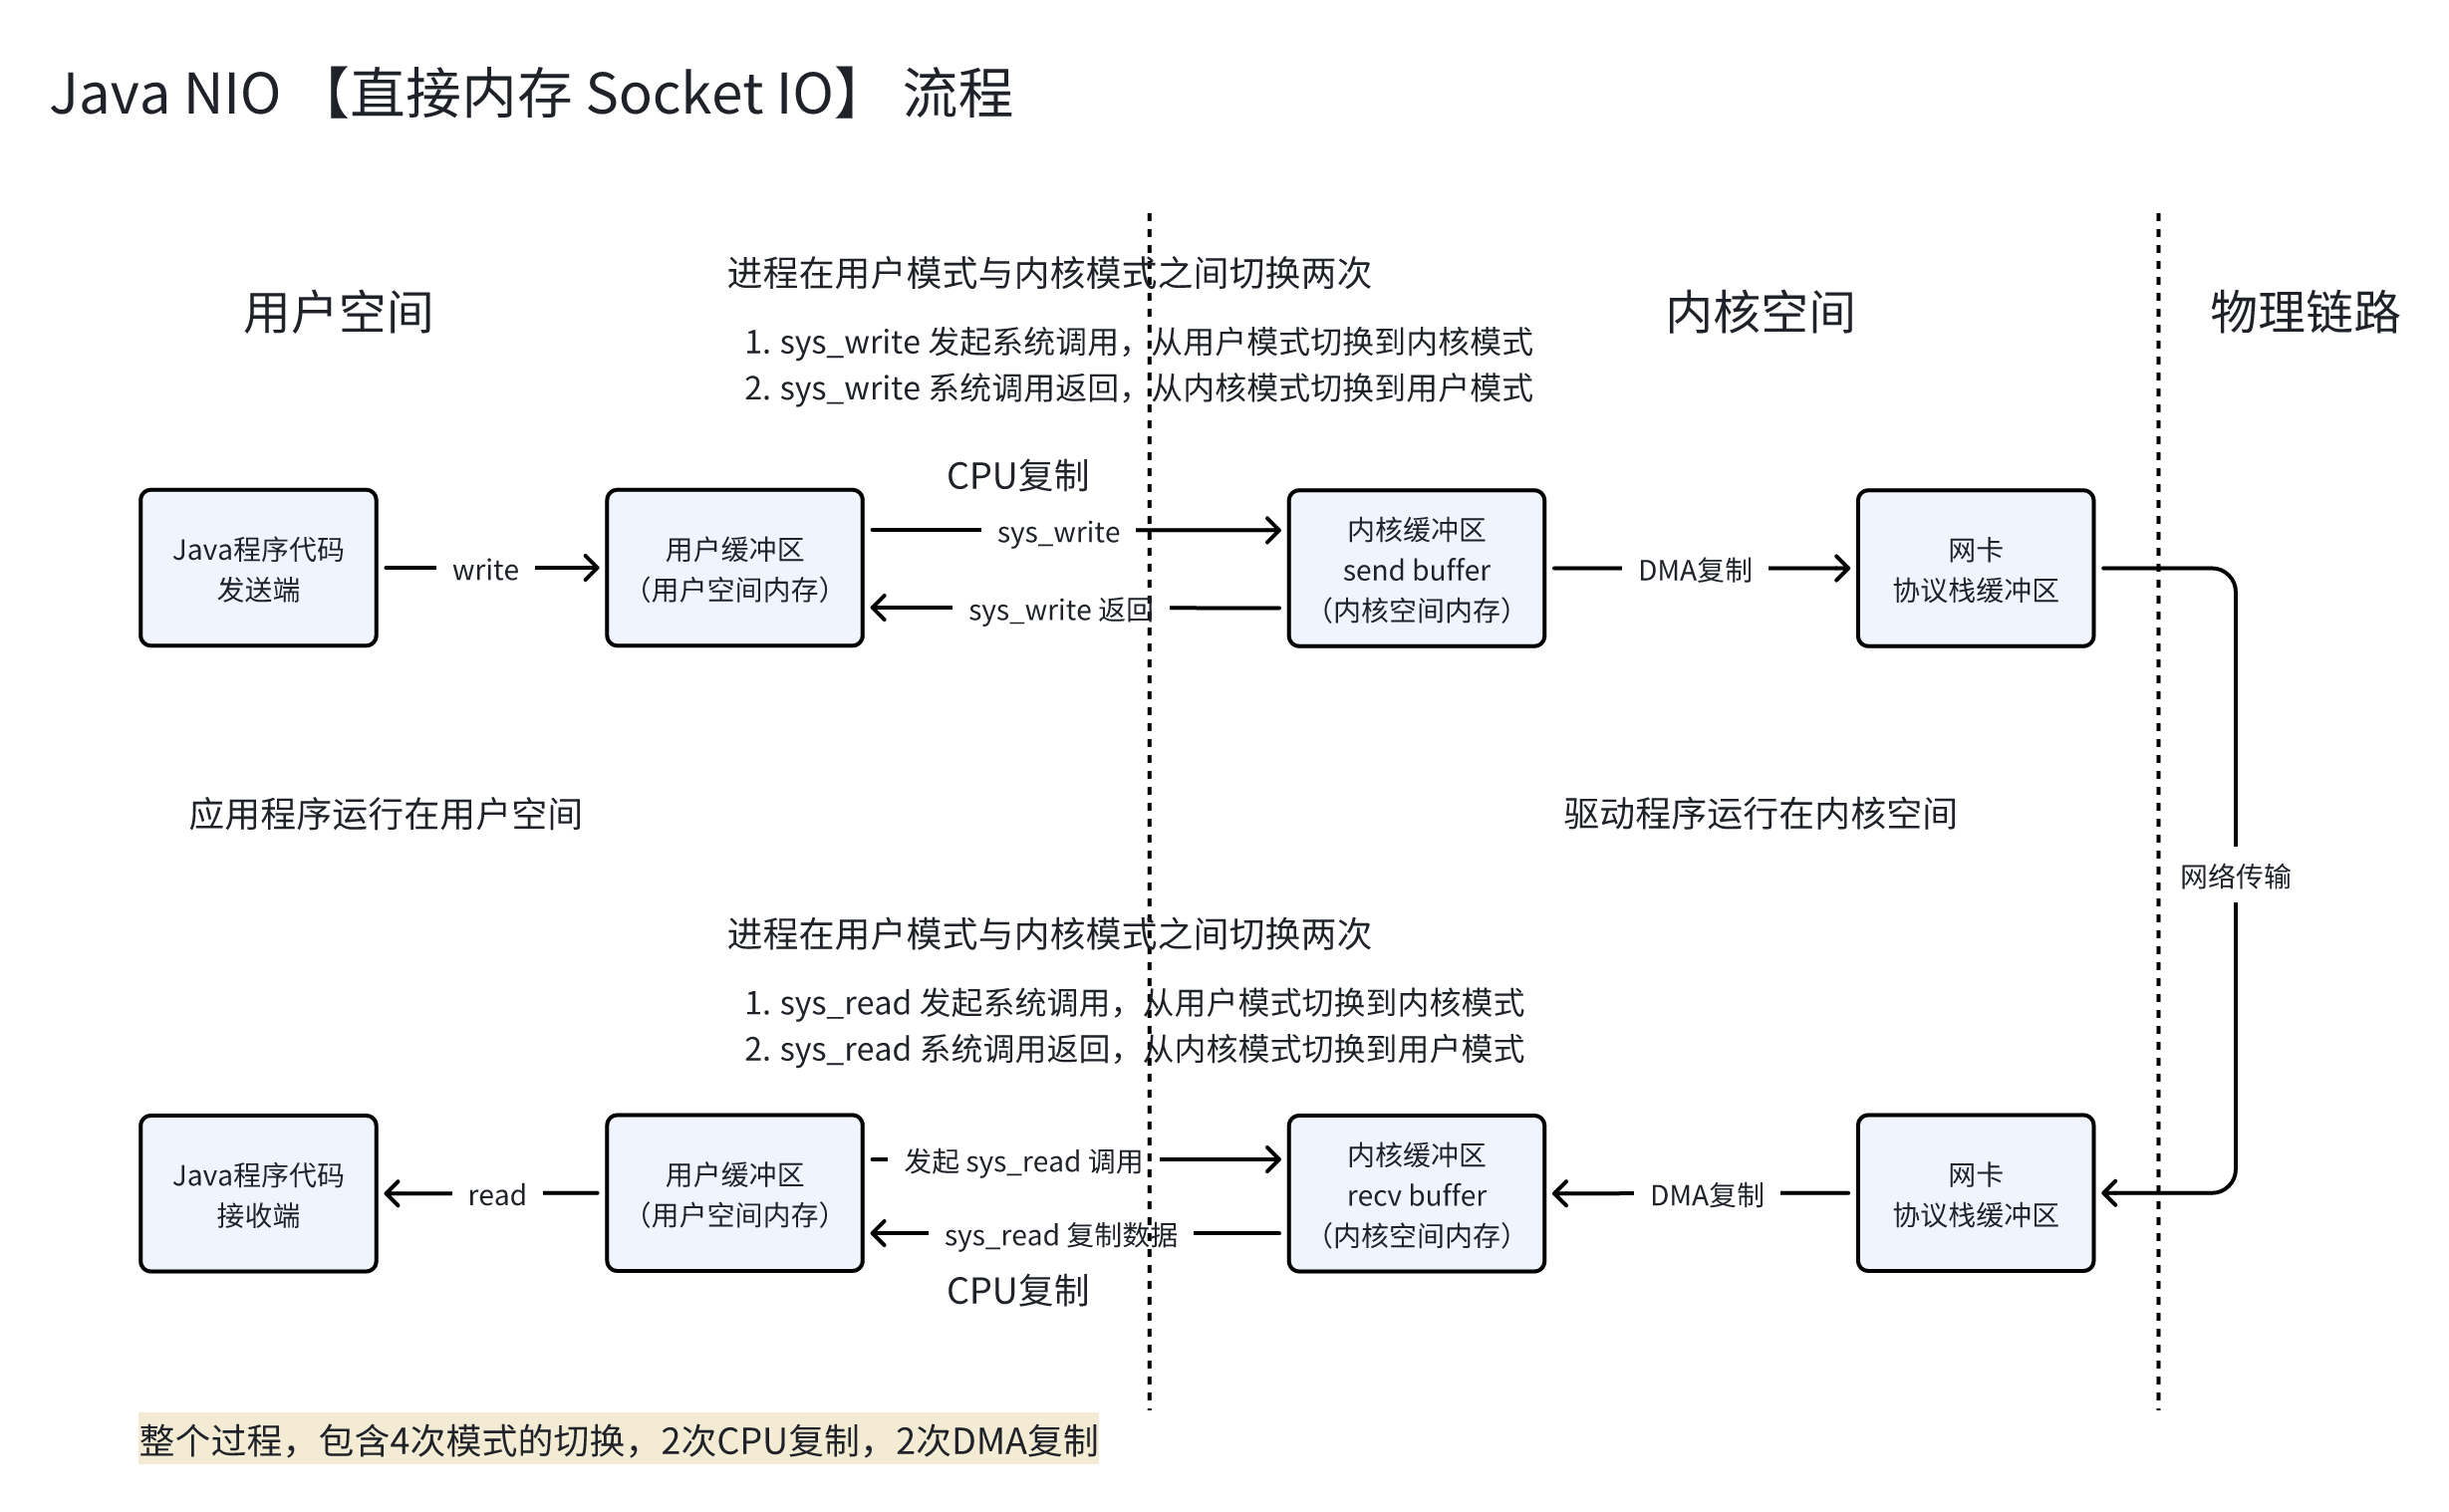 Java NIO 【直接内存 Socket IO】 流程
用户空间
进程在用户模式与内核模式之间切换两次
1. sys_write 发起系统调用，从用户模式切换到内核模式
2. sys_write 系统调用返回，从内核模式切换到用户模式
内核空间
物理链路
CPU复制
Java程序代码
发送端
write
用户缓冲区
（用户空间内存）
sys_write
sys_write 返回
内核缓冲区
send buffer
（内核空间内存）
DMA复制
网卡
协议栈缓冲区
应用程序运行在用户空间
驱动程序运行在内核空间
网络传输
进程在用户模式与内核模式之间切换两次
1. sys_read 发起系统调用，从用户模式切换到内核模式
2. sys_read 系统调用返回，从内核模式切换到用户模式
Java程序代码
接收端
read
用户缓冲区
（用户空间内存）
发起 sys_read 调用
sys_read 复制数据
CPU复制
内核缓冲区
recv buffer
（内核空间内存）
DMA复制
网卡
协议栈缓冲区
整个过程，包含4次模式的切换，2次CPU复制，2次DMA复制